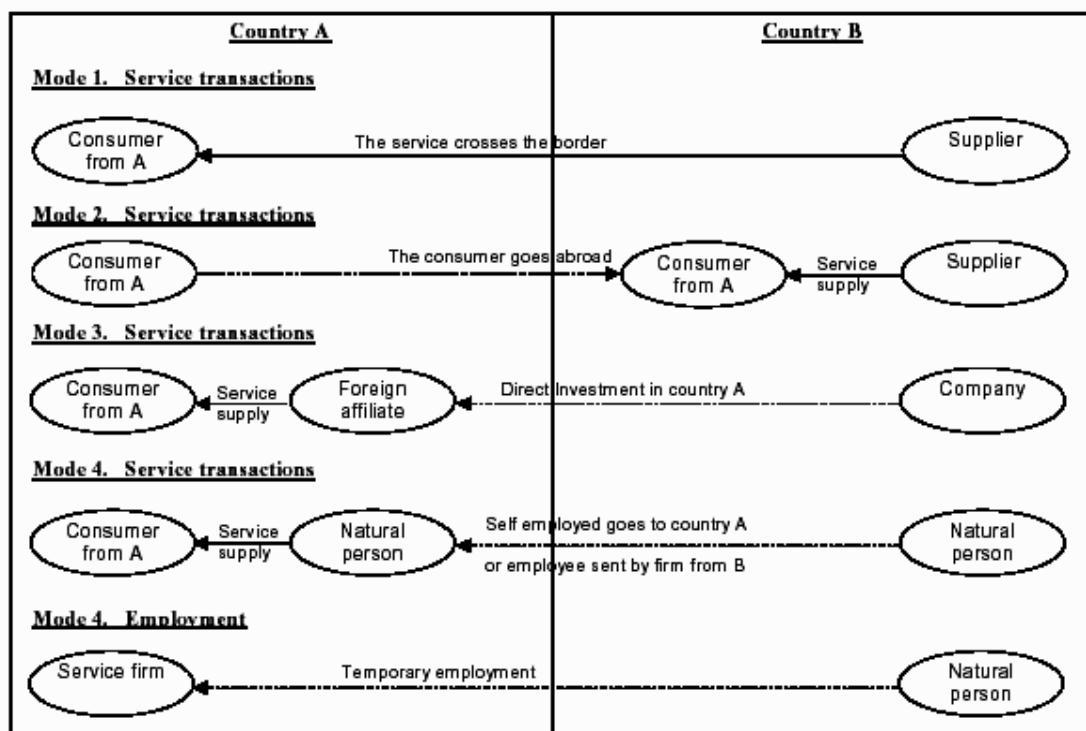 Country A
Country B
Mode 1. Service transactions
Consumer
from A
The service crosses the border
Supplier
Mode 2. Service transactions
Consumer
from A
The consumer goes abroad
Consumer
from A
Service
supply
Supplier
Mode 3. Service transactions
Consumer
from A
Service
supply
Foreign
affiliate
Direct Investment in country A
Company
Mode 4. Service transactions
Consumer
from A
Service
supply
Natural
person
Self employed goes to country A
or employee sent by firm from B
Natural
person
Mode 4. Employment
Service firm
Temporary employment
Natural
person